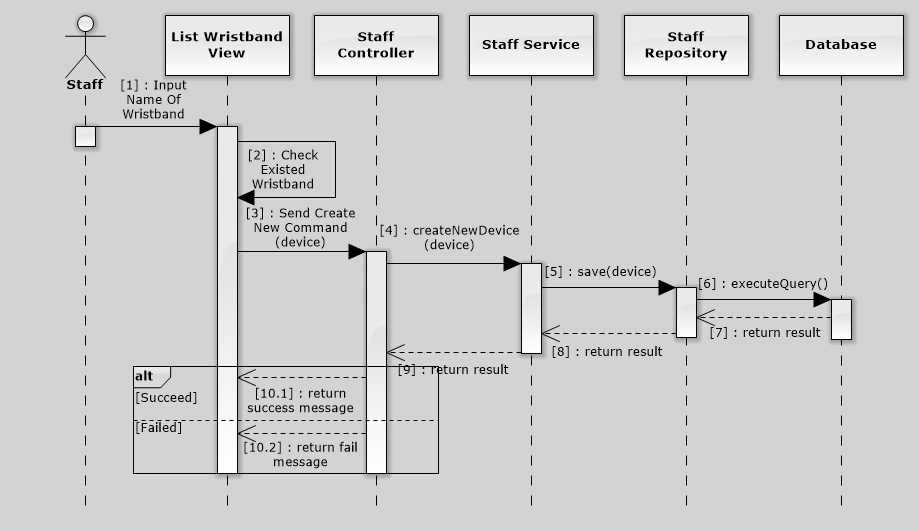 List Wristband
View
Staff
Controller
Staff Service
Staff
Repository
Database
Staff
[1] : Input
Name Of
Wristband
[2] : Check
Existed
Wristband
[3] : Send Create
New Command
(device)
[4] : createNewDevice
(device)
[5] : save(device)
[6] : executeQuery()
[7] : return result
[8] : return result
[9] : return result
alt
[Succeed]
[10.1] : return
success message
[Failed]
[10.2] : return fail
message